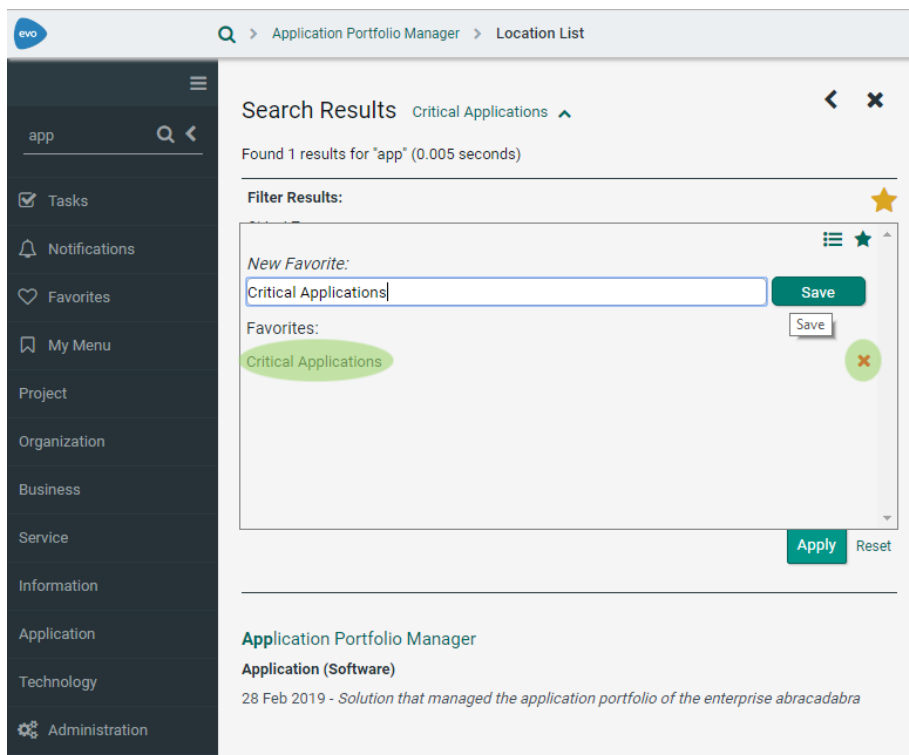 evo
> Application Portfolio Manager > Location List
app
Tasks
Notifications
Favorites
My Menu
Project
Organization
Business
Service
Information
Application
Technology
Administration
Search Results Critical Applications
Found 1 results for "app" (0.005 seconds)
Filter Results:
New Favorite:
Critical Applications
Save
Save
Favorites:
Critical Applications
Apply Reset
Application Portfolio Manager
Application (Software)
28 Feb 2019 - Solution that managed the application portfolio of the enterprise abracadabra